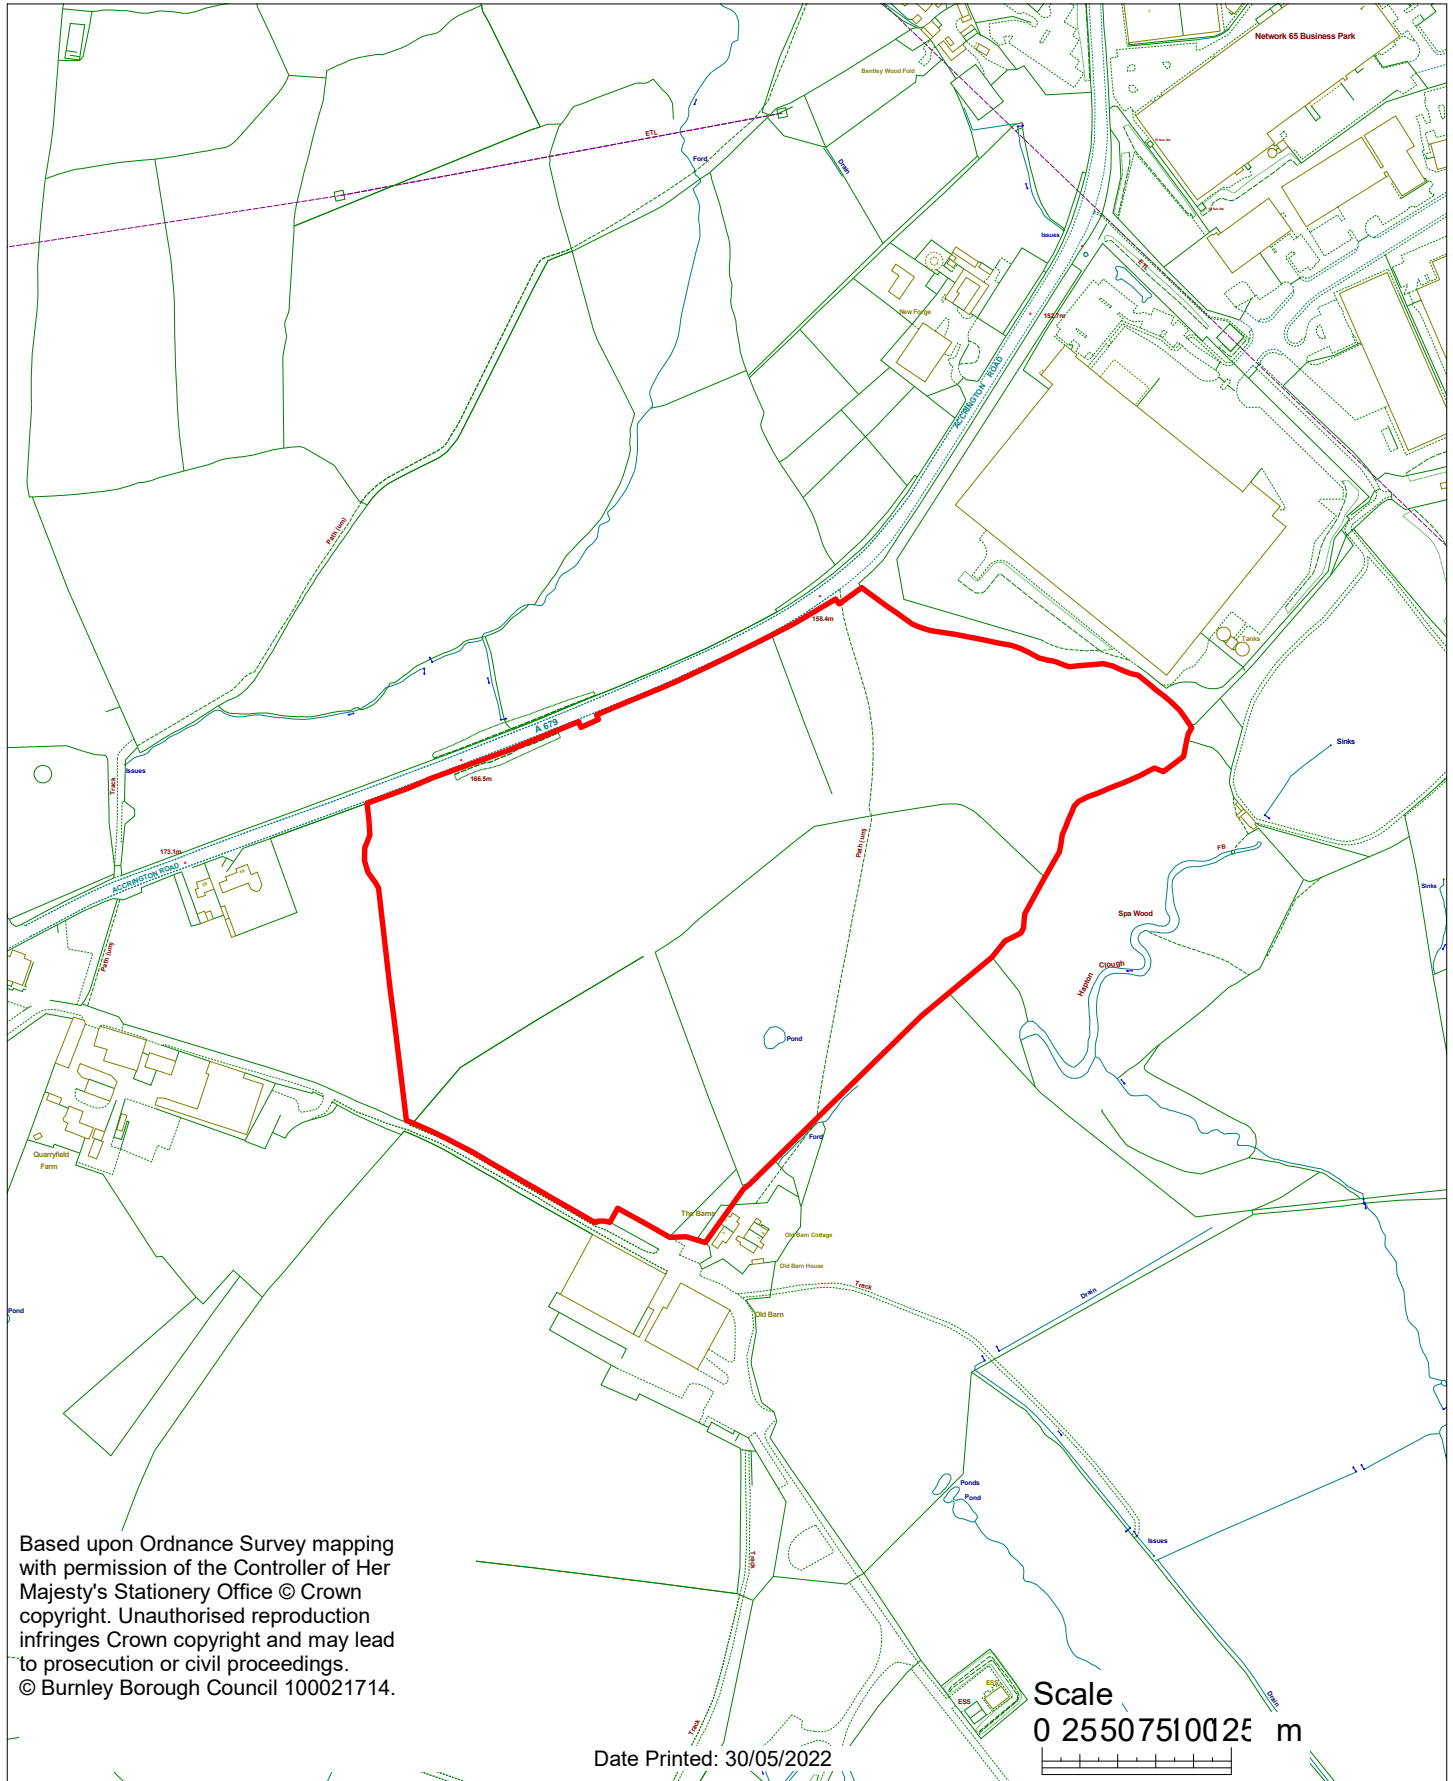 Network 65 Business Park
Bentley Wood Fold
ETL
Ford
Drain
Issues
ETL
New Forge
152.7m
ACCRINGTON ROAD
Path (um)
158.4m
Tanks
A 679
166.5m
Sinks
Issues
Track
173.1m
ACCRINGTON ROAD
Path (um)
FB
Sinks
Spa Wood
Hapton Clough
Path (um)
Pond
Quarryfield
Farm
Ford
The Barns
Old Barn Cottage
Old Barn House
Track
Drain
Pond
Old Barn
Ponds
Pond
Issues
Track
Based upon Ordnance Survey mapping
with permission of the Controller of Her
Majesty's Stationery Office © Crown
copyright. Unauthorised reproduction
infringes Crown copyright and may lead
to prosecution or civil proceedings.
© Burnley Borough Council 100021714.
ESS
ESS
Drain
Track
Scale
0 25 50 75 100 125 m
Date Printed: 30/05/2022